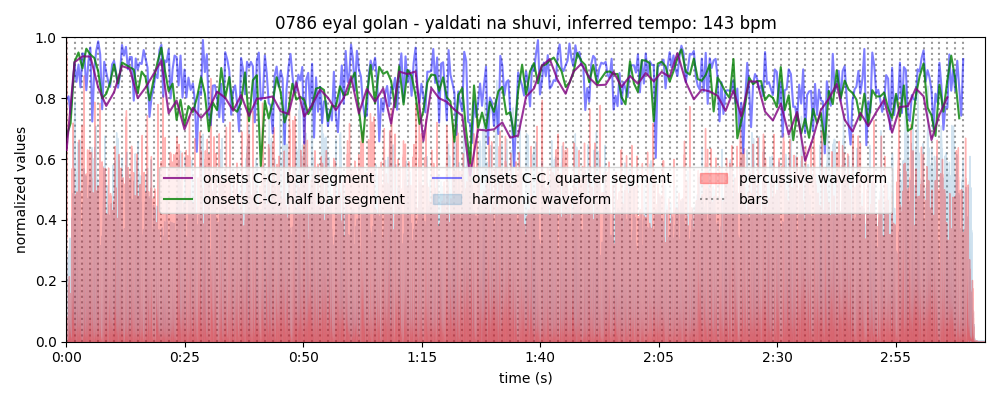 0786 eyal golan - yaldati na shuvi, inferred tempo: 143 bpm
1.0
0.8
0.6
0.4
0.2
0.0
normalized values
onsets C-C, bar segment
onsets C-C, half bar segment
onsets C-C, quarter segment
harmonic waveform
percussive waveform
bars
0:00 0:25 0:50 1:15 1:40 2:05 2:30 2:55
time (s)